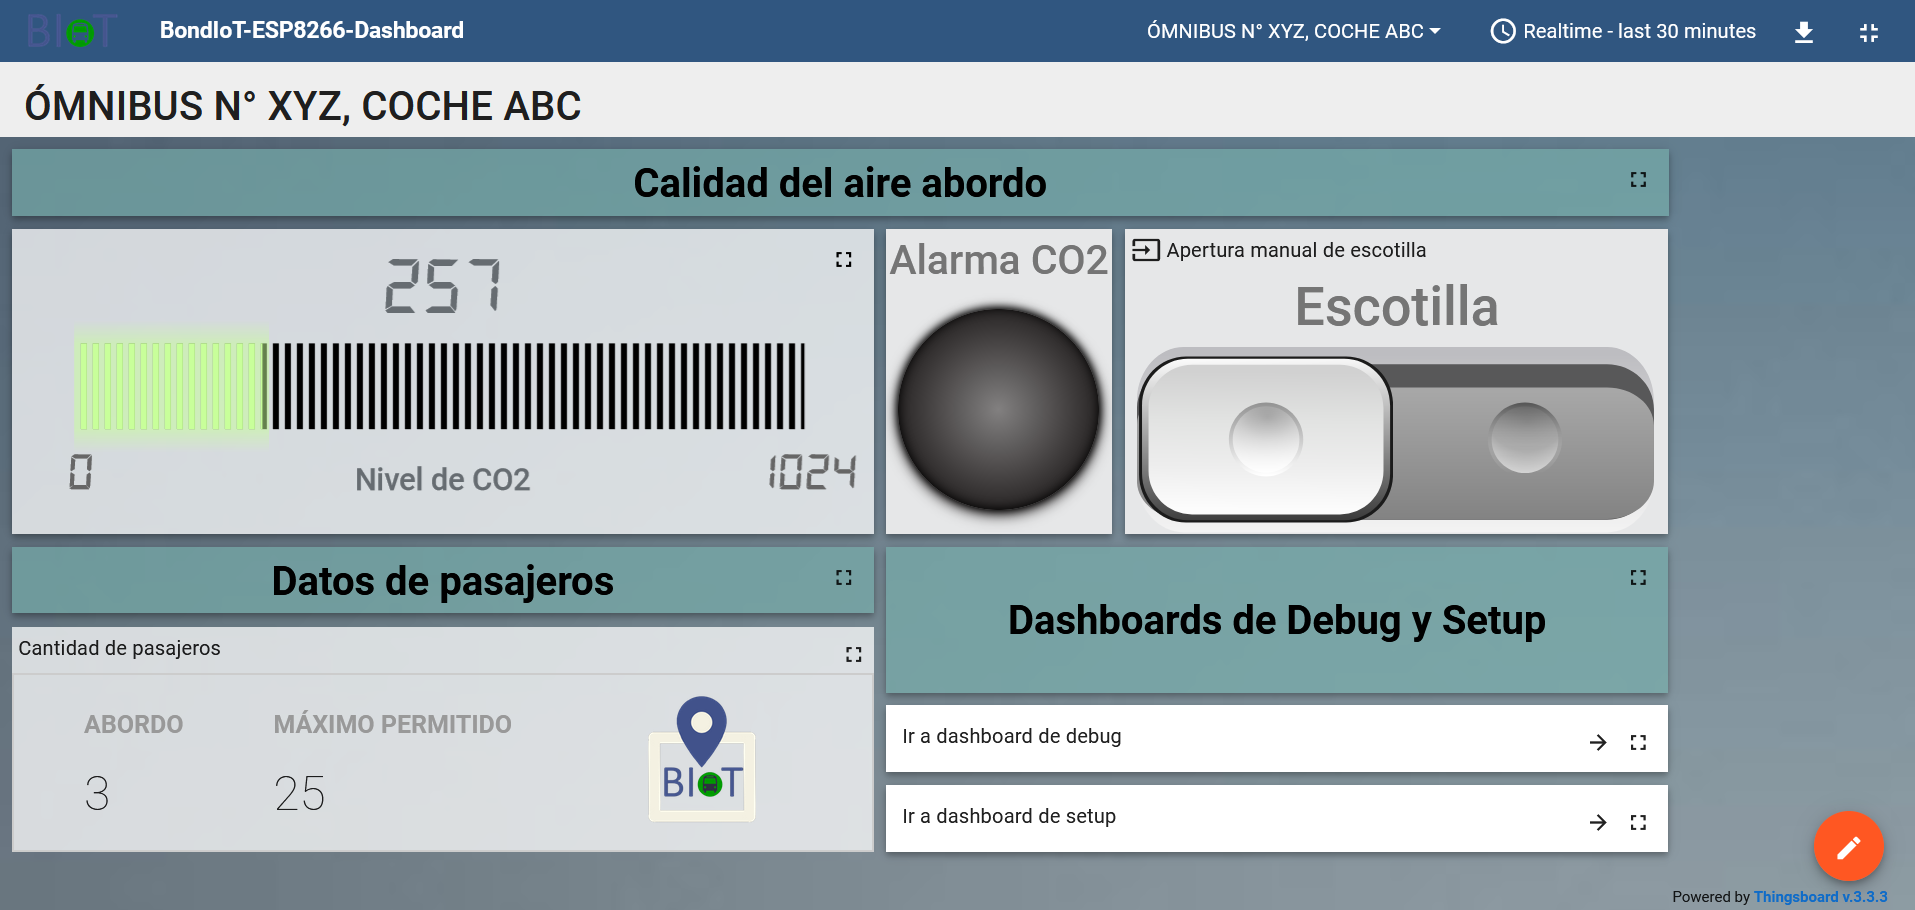 BIOT
BondIoT-ESP8266-Dashboard
ÓMNIBUS N° XYZ, COCHE ABC
Realtime - last 30 minutes
ÓMNIBUS N° XYZ, COCHE ABC
Calidad del aire abordo
257
0
Nivel de CO2
1024
Alarma CO2
Apertura manual de escotilla
Escotilla
Datos de pasajeros
Cantidad de pasajeros
ABORDO
MÁXIMO PERMITIDO
3
25
BIOT
Dashboards de Debug y Setup
Ir a dashboard de debug
Ir a dashboard de setup
Powered by Thingsboard v.3.3.3